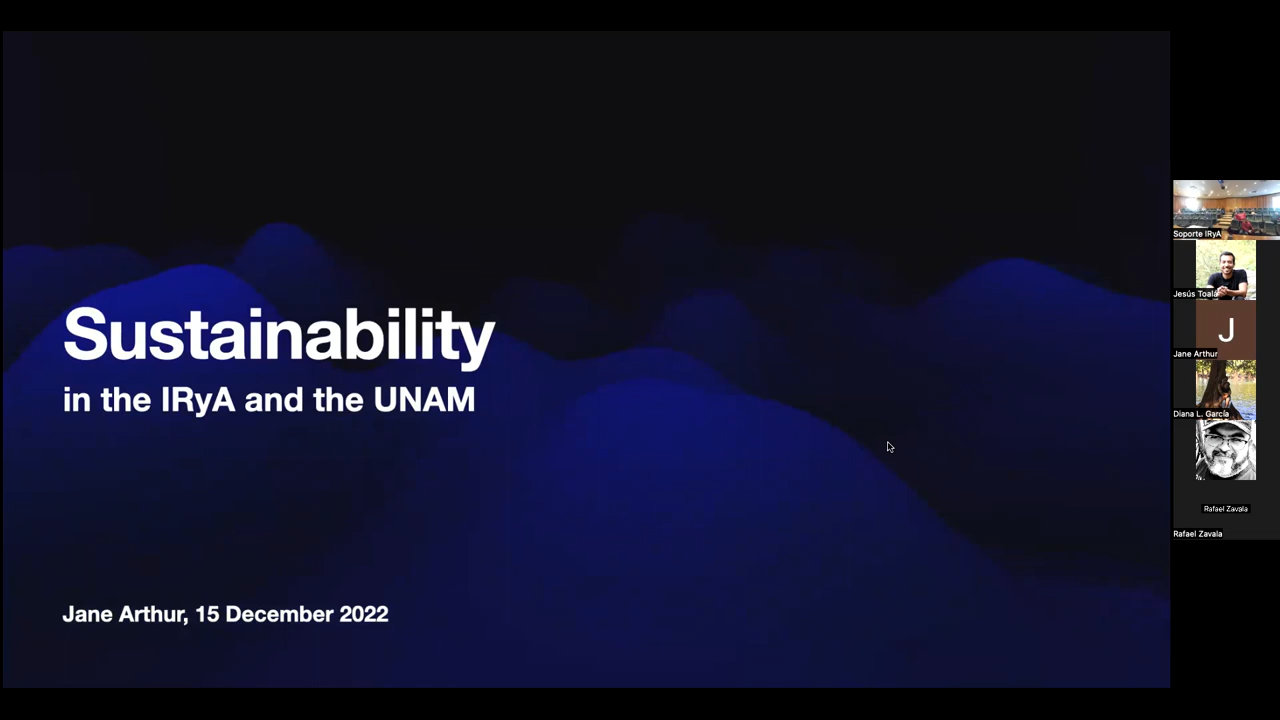 Sustainability
in the IRyA and the UNAM
Jane Arthur, 15 December 2022
Soporte IRyA
Jesús Toalá
J
Jane Arthur
Diana L. García
Rafael Zavala
Rafael Zavala